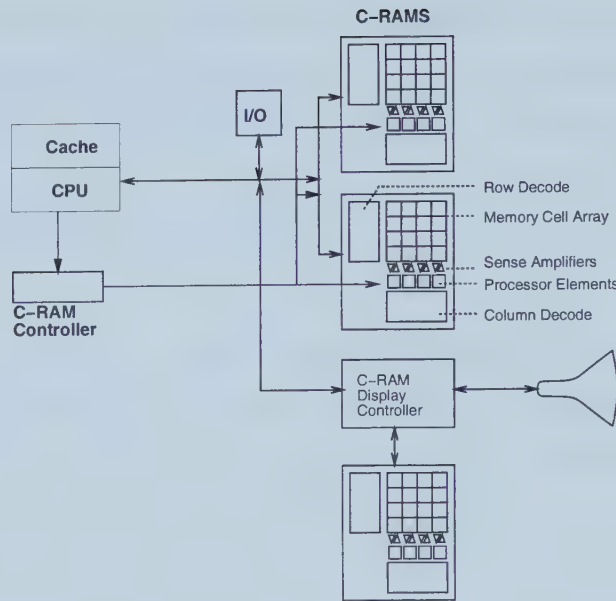 C-RAMS
I/O
Cache
CPU
Row Decode
Memory Cell Array
Sense Amplifiers
Processor Elements
Column Decode
C-RAM
Controller
C-RAM
Display
Controller